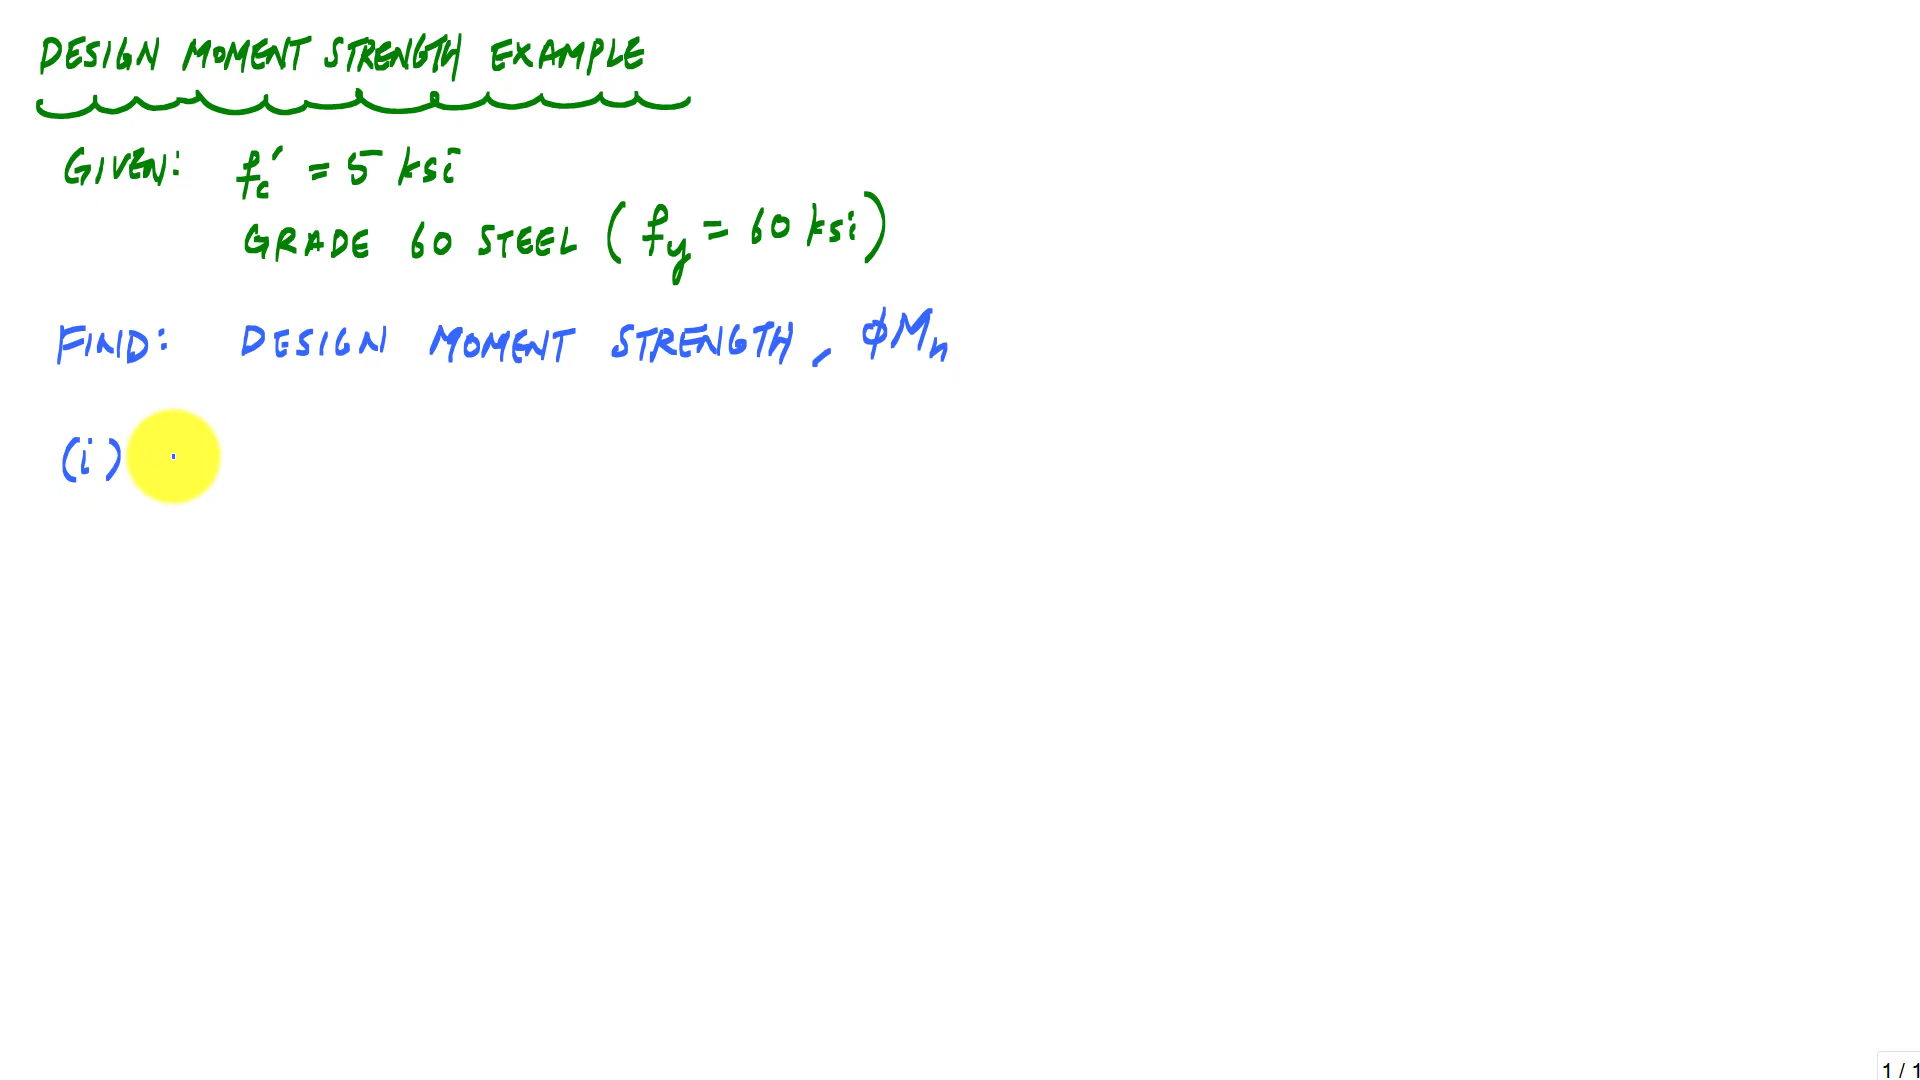 DESIGN MOMENT STRENGTH EXAMPLE
GIVEN: fc' = 5 ksi
GRADE 60 STEEL (fy = 60 ksi)
FIND: DESIGN MOMENT STRENGTH, ϕMn
(i)
1 / 1